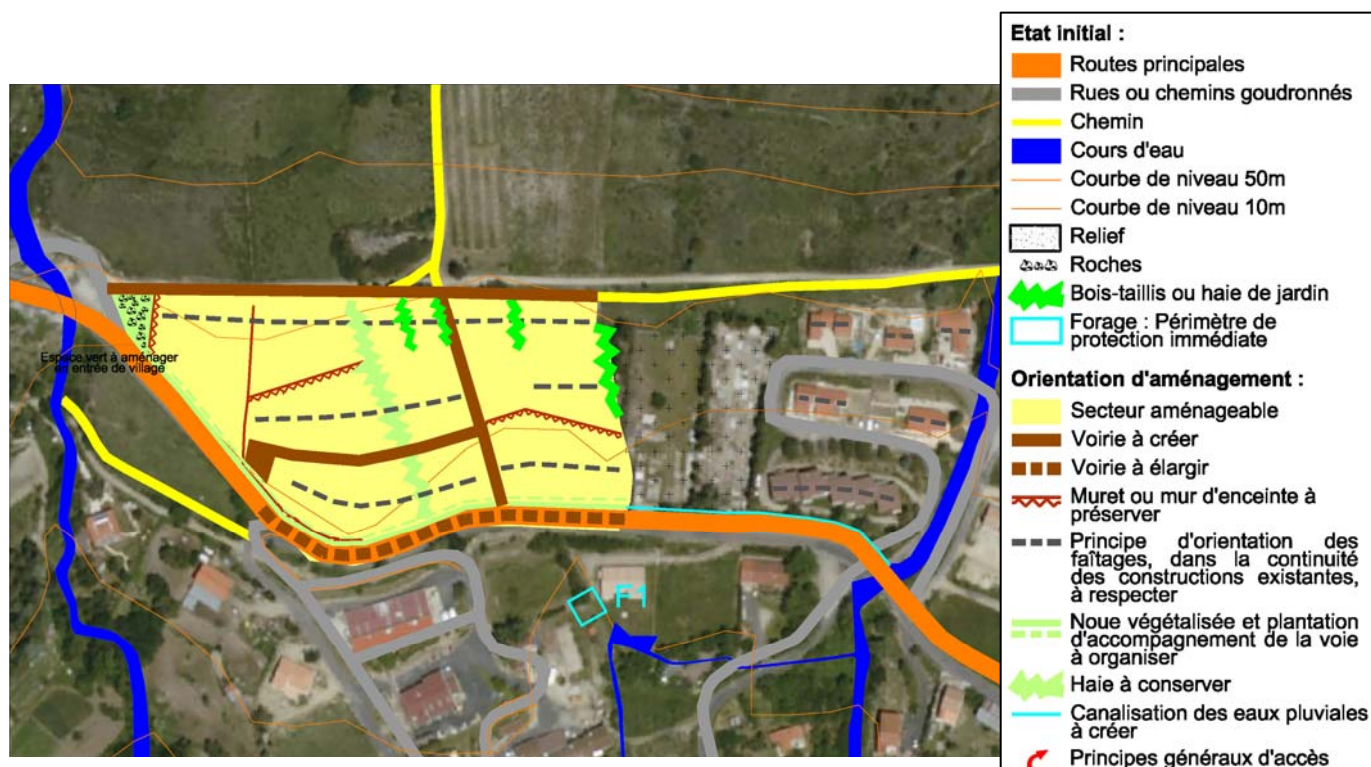 Espace vert à aménager
en entrée de village
F1
Etat initial :
Routes principales
Rues ou chemins goudronnés
Chemin
Cours d'eau
Courbe de niveau 50m
Courbe de niveau 10m
Relief
Roches
Bois-taillis ou haie de jardin
Forage : Périmètre de
protection immédiate
Orientation d'aménagement :
Secteur aménageable
Voirie à créer
Voirie à élargir
Muret ou mur d'enceinte à
préserver
Principe d'orientation des
faîtages, dans la continuité
des constructions existantes,
à respecter
Noue végétalisée et plantation
d'accompagnement de la voie
à organiser
Haie à conserver
Canalisation des eaux pluviales
à créer
Principes généraux d'accès